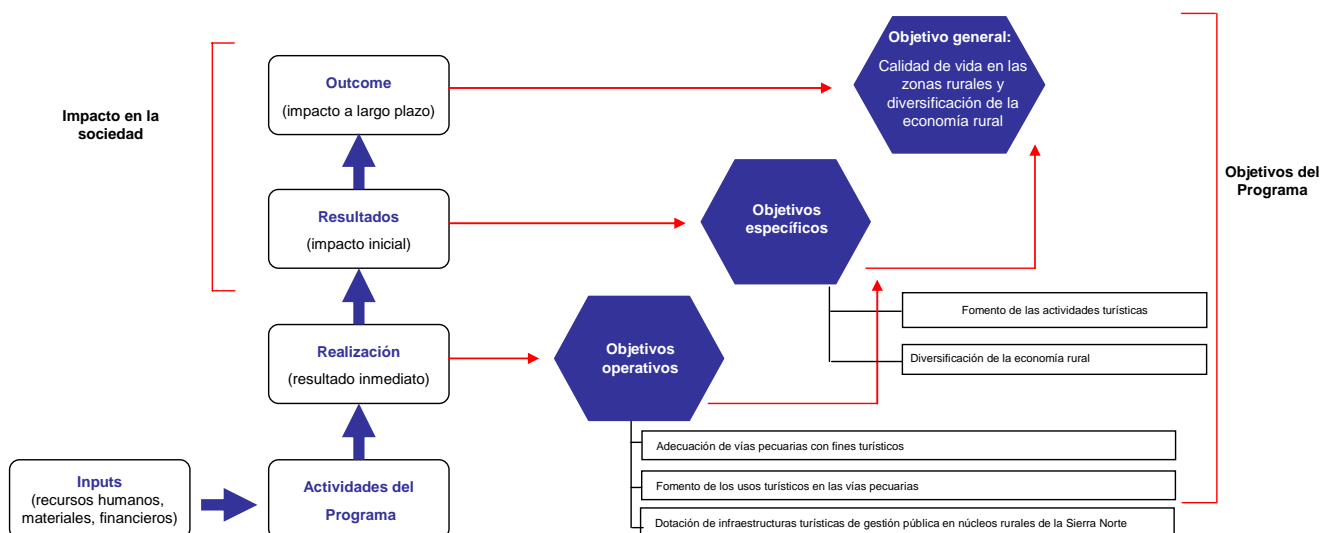 Objetivo general:
Calidad de vida en las
zonas rurales y
diversificación de la
economía rural
Outcome
(impacto a largo plazo)
Impacto en la
sociedad
Objetivos del
Programa
Resultados
(impacto inicial)
Objetivos
específicos
Fomento de las actividades turísticas
Diversificación de la economía rural
Realización
(resultado inmediato)
Objetivos
operativos
Adecuación de vías pecuarias con fines turísticos
Fomento de los usos turísticos en las vías pecuarias
Dotación de infraestructuras turísticas de gestión pública en núcleos rurales de la Sierra Norte
Inputs
(recursos humanos,
materiales, financieros)
Actividades del
Programa